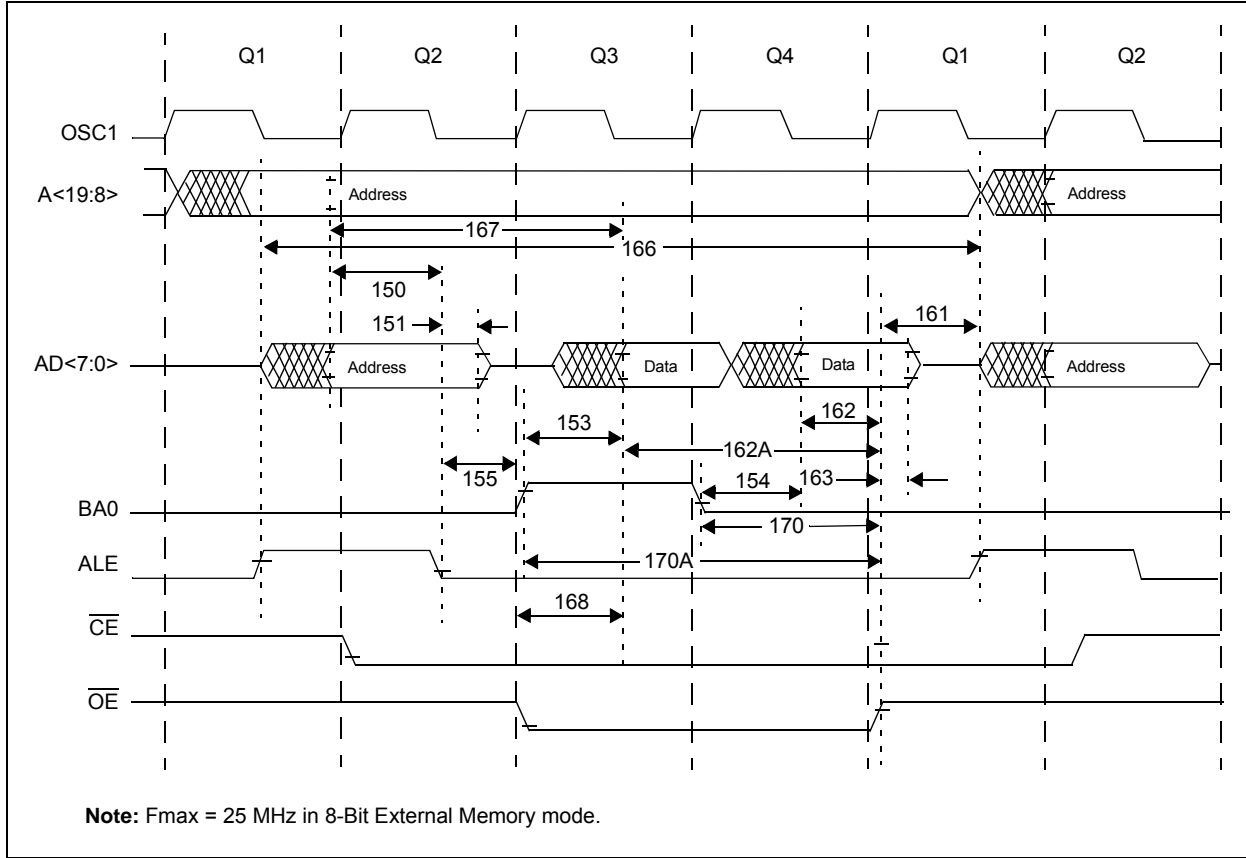 Q1 Q2 Q3 Q4 Q1 Q2
OSC1
A<19:8> Address Address
167
166
150
151 161
AD<7:0> Address Data Data Address
162
153 162A
155 154 163
BA0
170
ALE 170A
168
CE
OE
Note: Fmax = 25 MHz in 8-Bit External Memory mode.